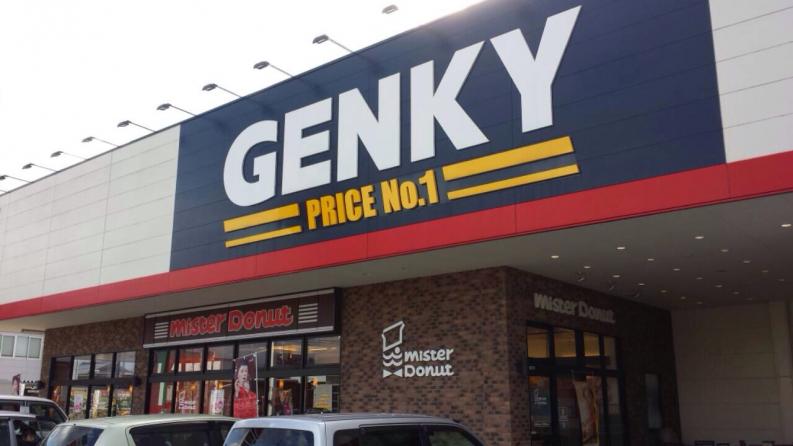 GENKY
PRICE No.1
mister Donut
mister
Donut
mister Donut